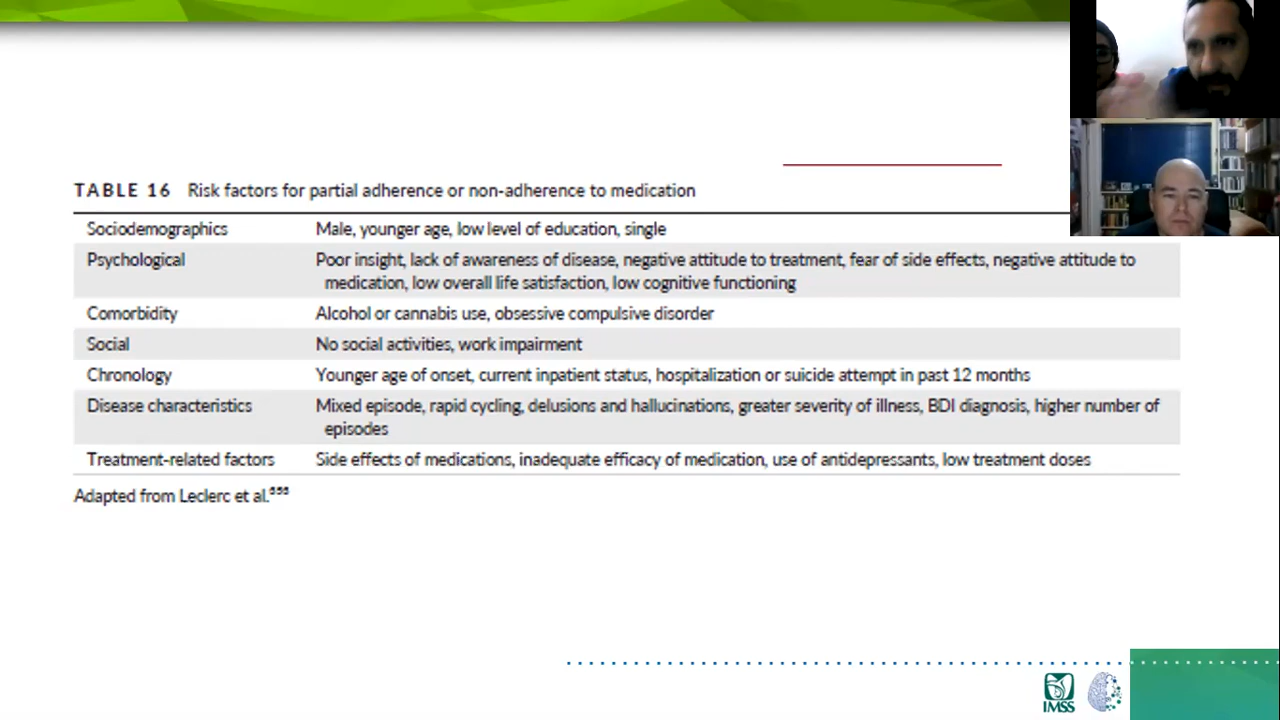 TABLE 16 Risk factors for partial adherence or non-adherence to medication
Sociodemographics Male, younger age, low level of education, single
Psychological Poor insight, lack of awareness of disease, negative attitude to treatment, fear of side effects, negative attitude to
medication, low overall life satisfaction, low cognitive functioning
Comorbidity Alcohol or cannabis use, obsessive compulsive disorder
Social No social activities, work impairment
Chronology Younger age of onset, current inpatient status, hospitalization or suicide attempt in past 12 months
Disease characteristics Mixed episode, rapid cycling, delusions and hallucinations, greater severity of illness, BDI diagnosis, higher number of
episodes
Treatment-related factors Side effects of medications, inadequate efficacy of medication, use of antidepressants, low treatment doses
Adapted from Leclerc et al.
IMSS